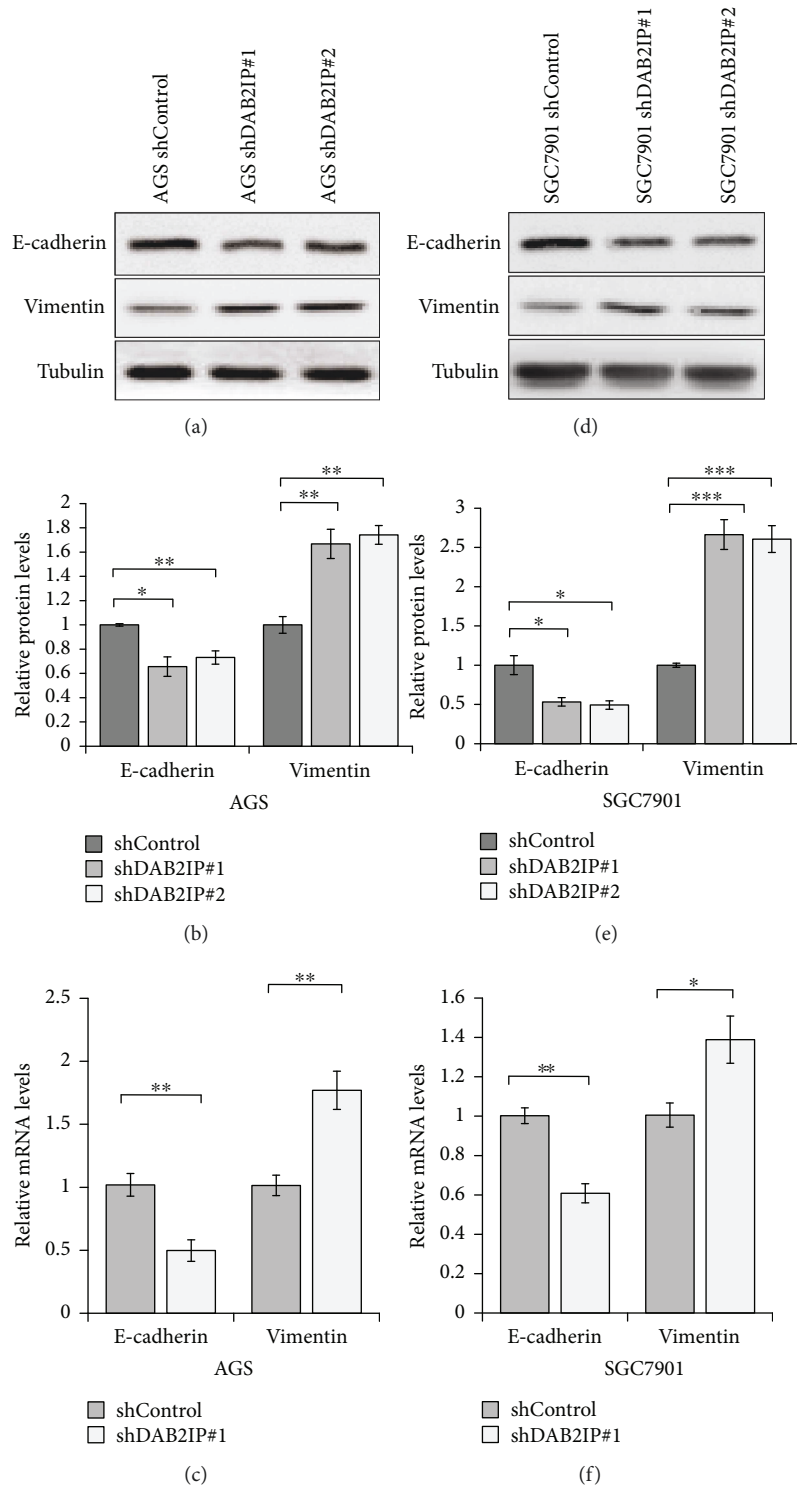 AGS shControl
AGS shDAB2IP#1
AGS shDAB2IP#2
E-cadherin
Vimentin
Tubulin
(a)
SGC7901 shControl
SGC7901 shDAB2IP#1
SGC7901 shDAB2IP#2
E-cadherin
Vimentin
Tubulin
(d)
Relative protein levels
2
1.8
1.6
1.4
1.2
1
0.8
0.6
0.4
0.2
0
*
**
**
**
E-cadherin
Vimentin
AGS
shControl
shDAB2IP#1
shDAB2IP#2
(b)
Relative protein levels
3
2.5
2
1.5
1
0.5
0
*
*
***
***
E-cadherin
Vimentin
SGC7901
shControl
shDAB2IP#1
shDAB2IP#2
(e)
Relative mRNA levels
2.5
2
1.5
1
0.5
0
**
**
E-cadherin
Vimentin
AGS
shControl
shDAB2IP#1
(c)
Relative mRNA levels
1.6
1.4
1.2
1
0.8
0.6
0.4
0.2
0
**
*
E-cadherin
Vimentin
SGC7901
shControl
shDAB2IP#1
(f)